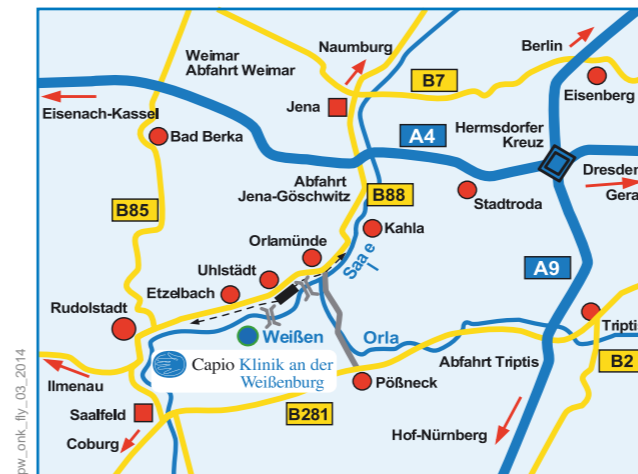 Naumburg
Berlin
Weimar
Abfahrt Weimar
B7
Eisenberg
Jena
Eisenach-Kassel
Hermsdorfer
Kreuz
A4
Bad Berka
Dresden
Gera
Abfahrt
Jena-Göschwitz
B88
Stadtroda
B85
Kahla
Orlamünde
Saale
A9
Uhlstädt
Etzelbach
Rudolstadt
Triptis
Weißen
Orla
Capio Klinik an der
Weißenburg
Abfahrt Triptis
B2
Ilmenau
Pößneck
Saalfeld
B281
Coburg
Hof-Nürnberg
pw_onk_fly_03_2014